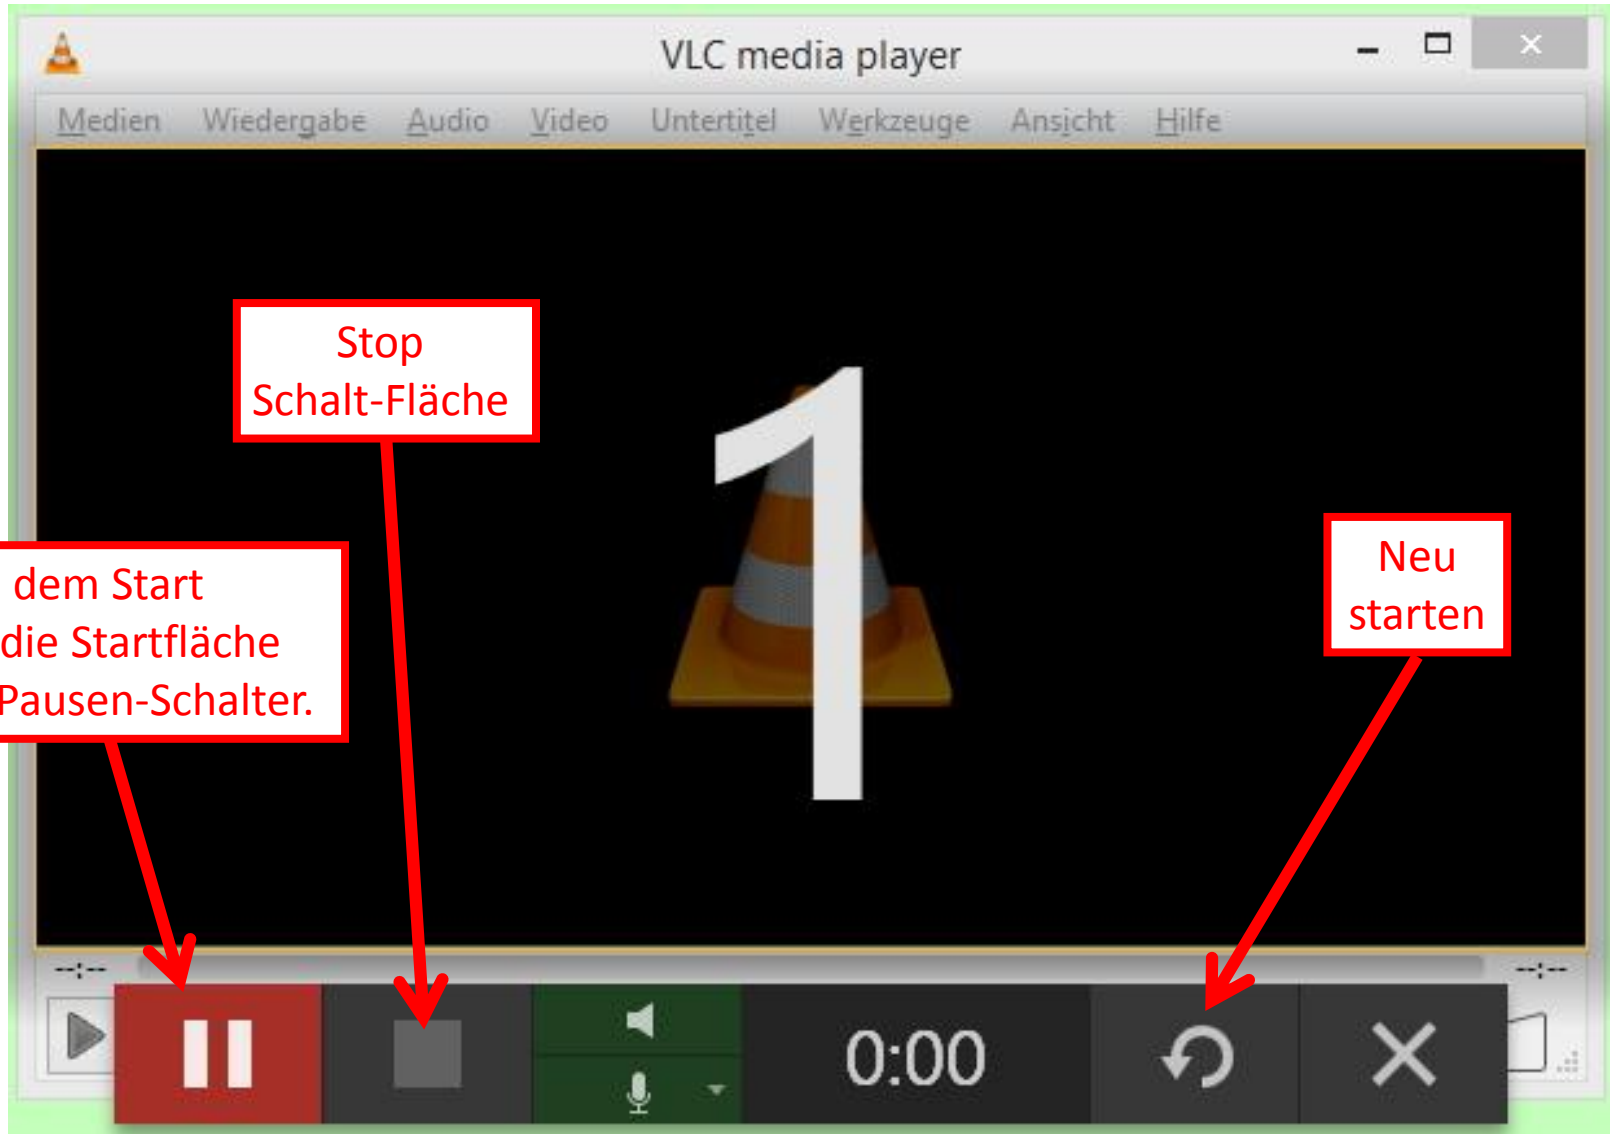 VLC media player
Medien Wiedergabe Audio Video Untertitel Werkzeuge Ansicht Hilfe
Stop
Schalt-Fläche
1
dem Start
die Startfläche
Pausen-Schalter.
Neu
starten
--:-- --:--
0:00